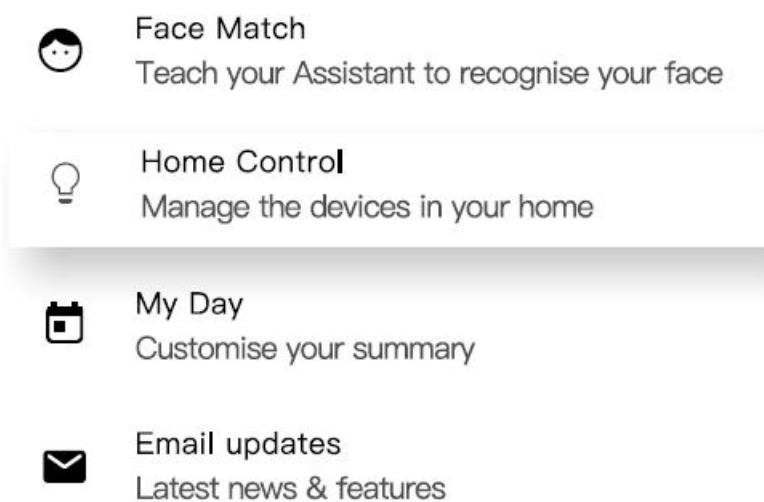 Face Match
Teach your Assistant to recognise your face
Home Control
Manage the devices in your home
My Day
Customise your summary
Email updates
Latest news & features